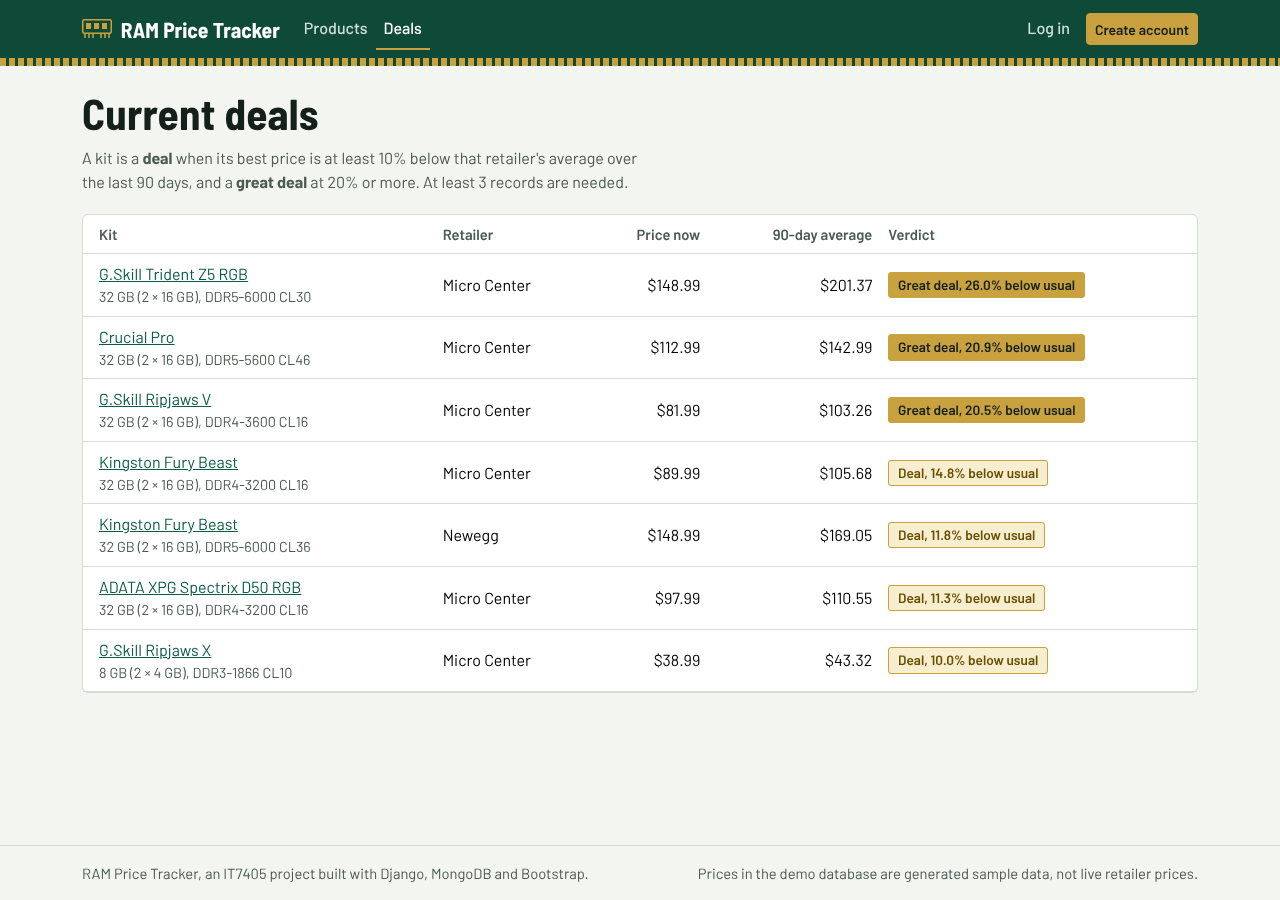 RAM Price Tracker Products Deals Log in Create account
Current deals
A kit is a deal when its best price is at least 10% below that retailer's average over
the last 90 days, and a great deal at 20% or more. At least 3 records are needed.
Kit Retailer Price now 90-day average Verdict
G.Skill Trident Z5 RGB
32 GB (2 × 16 GB), DDR5-6000 CL30
Micro Center $148.99 $201.37 Great deal, 26.0% below usual
Crucial Pro
32 GB (2 × 16 GB), DDR5-5600 CL46
Micro Center $112.99 $142.99 Great deal, 20.9% below usual
G.Skill Ripjaws V
32 GB (2 × 16 GB), DDR4-3600 CL16
Micro Center $81.99 $103.26 Great deal, 20.5% below usual
Kingston Fury Beast
32 GB (2 × 16 GB), DDR4-3200 CL16
Micro Center $89.99 $105.68 Deal, 14.8% below usual
Kingston Fury Beast
32 GB (2 × 16 GB), DDR5-6000 CL36
Newegg $148.99 $169.05 Deal, 11.8% below usual
ADATA XPG Spectrix D50 RGB
32 GB (2 × 16 GB), DDR4-3200 CL16
Micro Center $97.99 $110.55 Deal, 11.3% below usual
G.Skill Ripjaws X
8 GB (2 × 4 GB), DDR3-1866 CL10
Micro Center $38.99 $43.32 Deal, 10.0% below usual
RAM Price Tracker, an IT7405 project built with Django, MongoDB and Bootstrap.
Prices in the demo database are generated sample data, not live retailer prices.